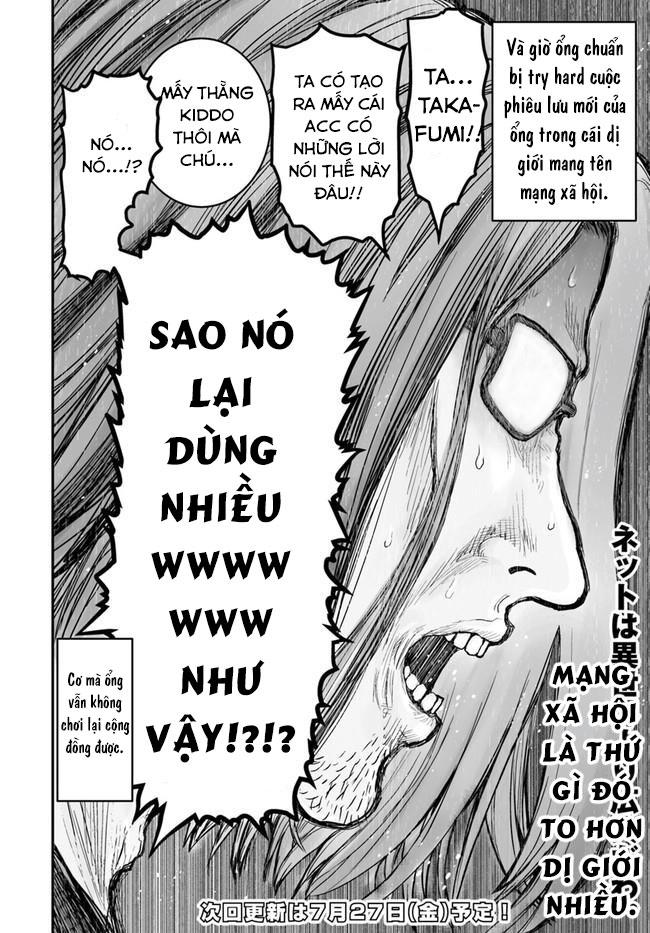 Và giờ ổng chuẩn
bị try hard cuộc
phiêu lưu mới của
ổng trong cái dị
giới mang tên
mạng xã hội.
TA...
TAKA-
FUMI!!
TA CÓ TẠO
RA MẤY CÁI
ACC CÓ
NHỮNG LỜI
NÓI THẾ NÀY
ĐÂU!!
MẤY THẰNG
KIDDO
THÔI MÀ
CHÚ...
NÓ...
NÓ...!?
SAO NÓ
LẠI
DÙNG
NHIỀU
WWWW
WWW
NHƯ
VẬY!?!?
Cơ mà ổng
vẫn không
chơi lại cộng
đồng được.
ネットは異世
MẠNG
XÃ HỘI
LÀ THỨ
GÌ ĐÓ
TO HƠN
DỊ GIỚI
NHIỀU.
次回更新は7月27日(金)予定!